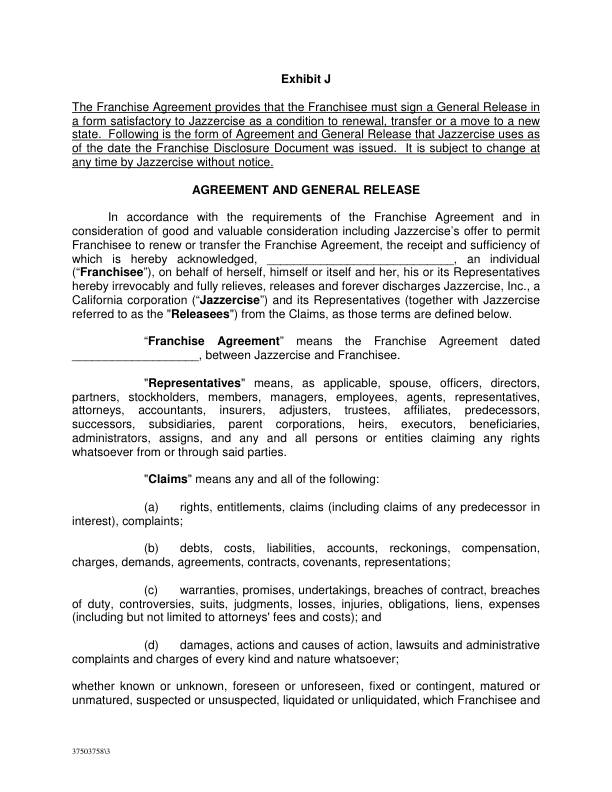 Exhibit J
The Franchise Agreement provides that the Franchisee must sign a General Release in
a form satisfactory to Jazzercise as a condition to renewal, transfer or a move to a new
state.  Following is the form of Agreement and General Release that Jazzercise uses as
of the date the Franchise Disclosure Document was issued.  It is subject to change at
any time by Jazzercise without notice.
AGREEMENT AND GENERAL RELEASE
In accordance with the requirements of the Franchise Agreement and in
consideration of good and valuable consideration including Jazzercise's offer to permit
Franchisee to renew or transfer the Franchise Agreement, the receipt and sufficiency of
which is hereby acknowledged, ____________________________, an individual
("Franchisee"), on behalf of herself, himself or itself and her, his or its Representatives
hereby irrevocably and fully relieves, releases and forever discharges Jazzercise, Inc., a
California corporation ("Jazzercise") and its Representatives (together with Jazzercise
referred to as the "Releasees") from the Claims, as those terms are defined below.
"Franchise Agreement" means the Franchise Agreement dated
___________________, between Jazzercise and Franchisee.
"Representatives" means, as applicable, spouse, officers, directors,
partners, stockholders, members, managers, employees, agents, representatives,
attorneys, accountants, insurers, adjusters, trustees, affiliates, predecessors,
successors, subsidiaries, parent corporations, heirs, executors, beneficiaries,
administrators, assigns, and any and all persons or entities claiming any rights
whatsoever from or through said parties.
"Claims" means any and all of the following:
(a) rights, entitlements, claims (including claims of any predecessor in
interest), complaints;
(b) debts, costs, liabilities, accounts, reckonings, compensation,
charges, demands, agreements, contracts, covenants, representations;
(c) warranties, promises, undertakings, breaches of contract, breaches
of duty, controversies, suits, judgments, losses, injuries, obligations, liens, expenses
(including but not limited to attorneys' fees and costs); and
(d) damages, actions and causes of action, lawsuits and administrative
complaints and charges of every kind and nature whatsoever;
whether known or unknown, foreseen or unforeseen, fixed or contingent, matured or
unmatured, suspected or unsuspected, liquidated or unliquidated, which Franchisee and
37503758\3